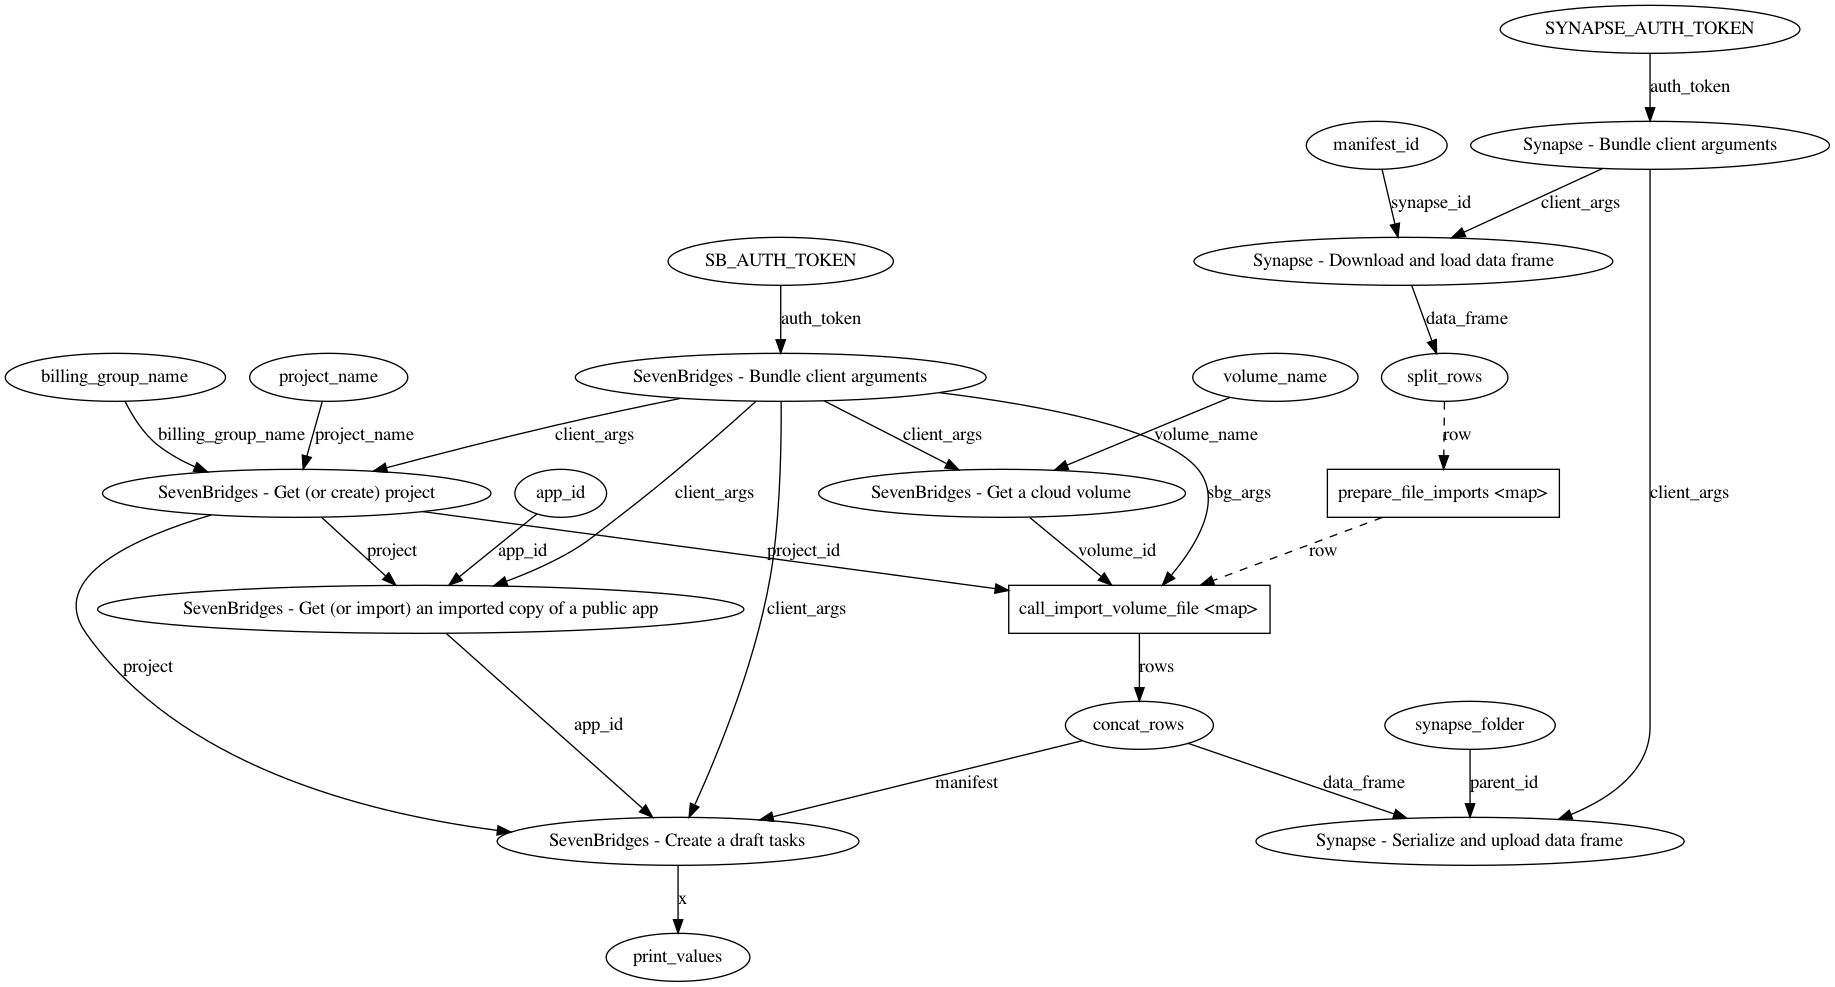 SYNAPSE_AUTH_TOKEN
auth_token
manifest_id
Synapse - Bundle client arguments
synapse_id
client_args
SB_AUTH_TOKEN
Synapse - Download and load data frame
auth_token
data_frame
billing_group_name
project_name
SevenBridges - Bundle client arguments
volume_name
split_rows
billing_group_name
project_name
client_args
client_args
volume_name
row
SevenBridges - Get (or create) project
app_id
client_args
SevenBridges - Get a cloud volume
sbg_args
prepare_file_imports <map>
client_args
project
app_id
project_id
volume_id
row
SevenBridges - Get (or import) an imported copy of a public app
client_args
call_import_volume_file <map>
project
rows
app_id
concat_rows
synapse_folder
manifest
data_frame
parent_id
SevenBridges - Create a draft tasks
Synapse - Serialize and upload data frame
x
print_values